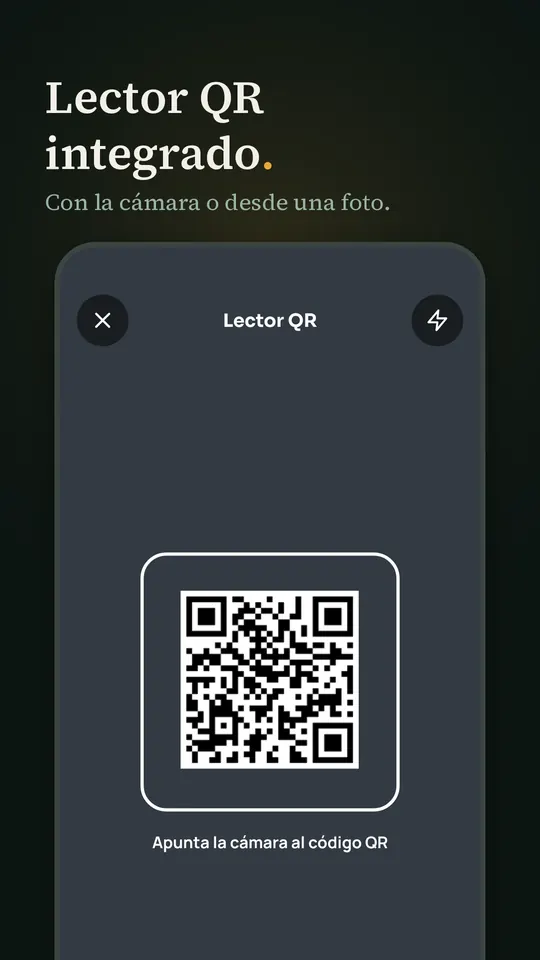 Lector QR
integrado.
Con la cámara o desde una foto.
Lector QR
Apunta la cámara al código QR